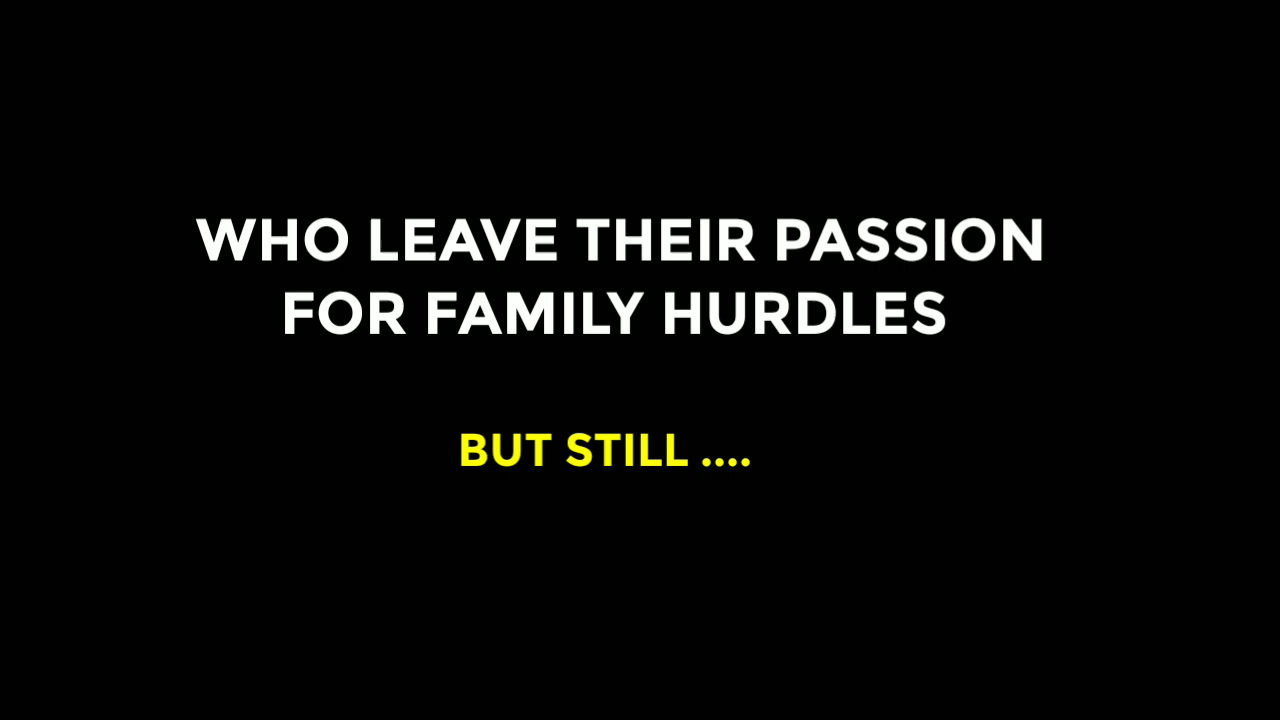 WHO LEAVE THEIR PASSION
FOR FAMILY HURDLES
BUT STILL ....